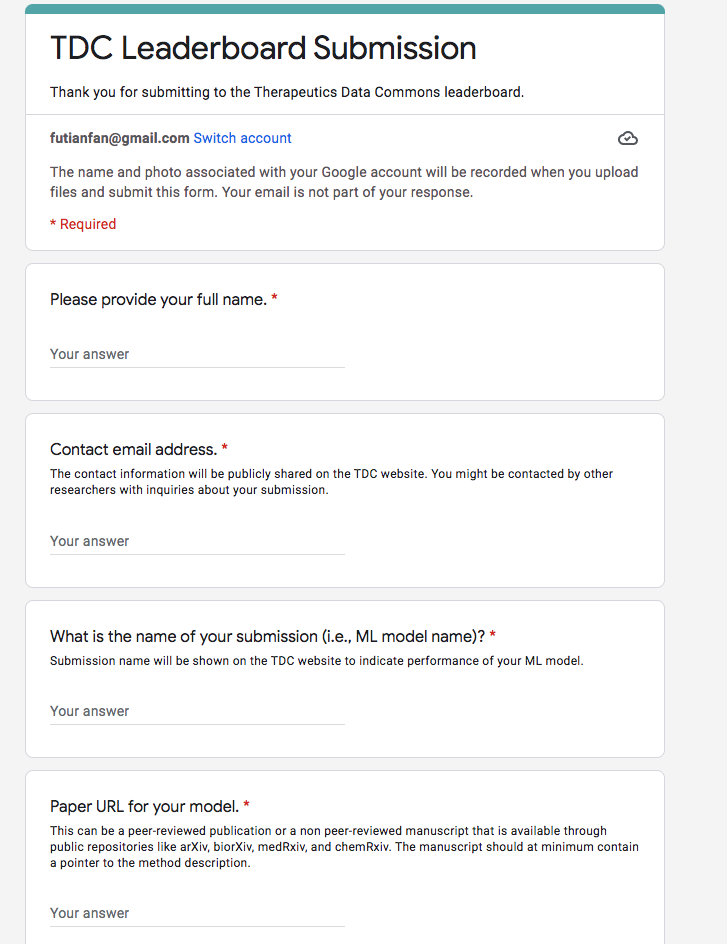 TDC Leaderboard Submission
Thank you for submitting to the Therapeutics Data Commons leaderboard.
futianfan@gmail.com Switch account
The name and photo associated with your Google account will be recorded when you upload
files and submit this form. Your email is not part of your response.
* Required
Please provide your full name. *
Your answer
Contact email address. *
The contact information will be publicly shared on the TDC website. You might be contacted by other
researchers with inquiries about your submission.
Your answer
What is the name of your submission (i.e., ML model name)? *
Submission name will be shown on the TDC website to indicate performance of your ML model.
Your answer
Paper URL for your model. *
This can be a peer-reviewed publication or a non peer-reviewed manuscript that is available through
public repositories like arXiv, biorXiv, medRxiv, and chemRxiv. The manuscript should at minimum contain
a pointer to the method description.
Your answer